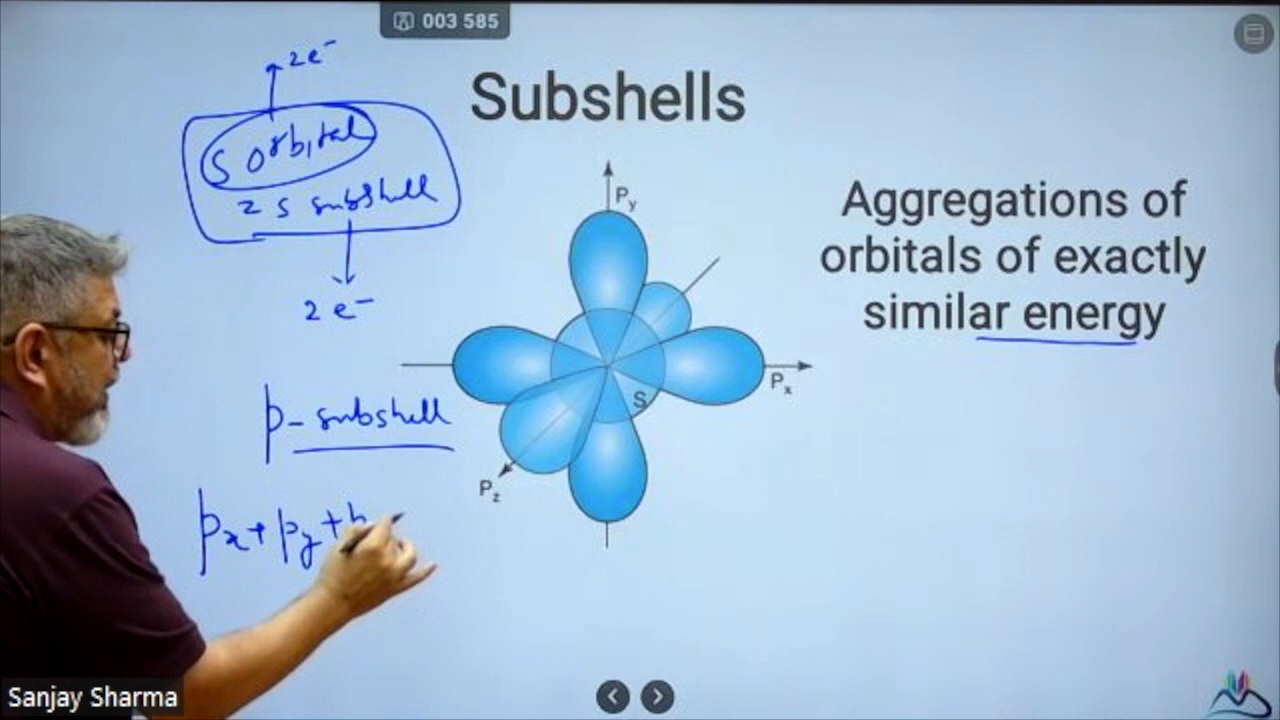 003 585
Subshells
2e⁻
S orbital
2 S subshell
2 e⁻
Aggregations of
orbitals of exactly
similar energy
Py
Px
S
Pz
p-subshell
px + py + p
Sanjay Sharma